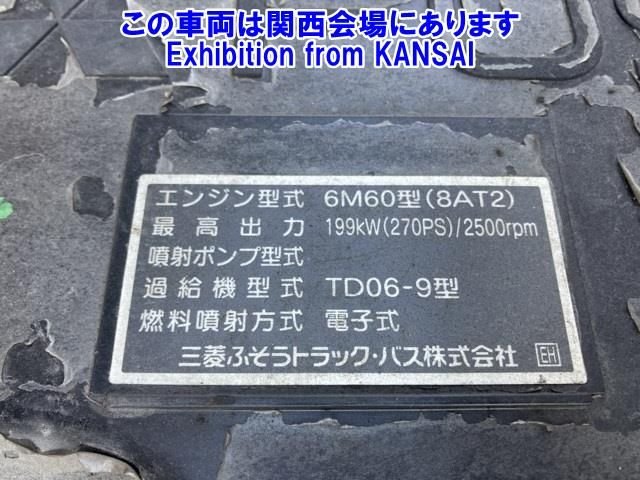 この車両は関西会場にあります
Exhibition from KANSAI
エンジン型式 6M60型(8AT2)
最高出力 199kW(270PS)/2500rpm
噴射ポンプ型式
過給機型式 TD06-9型
燃料噴射方式 電子式
三菱ふそうトラック・バス株式会社 EH